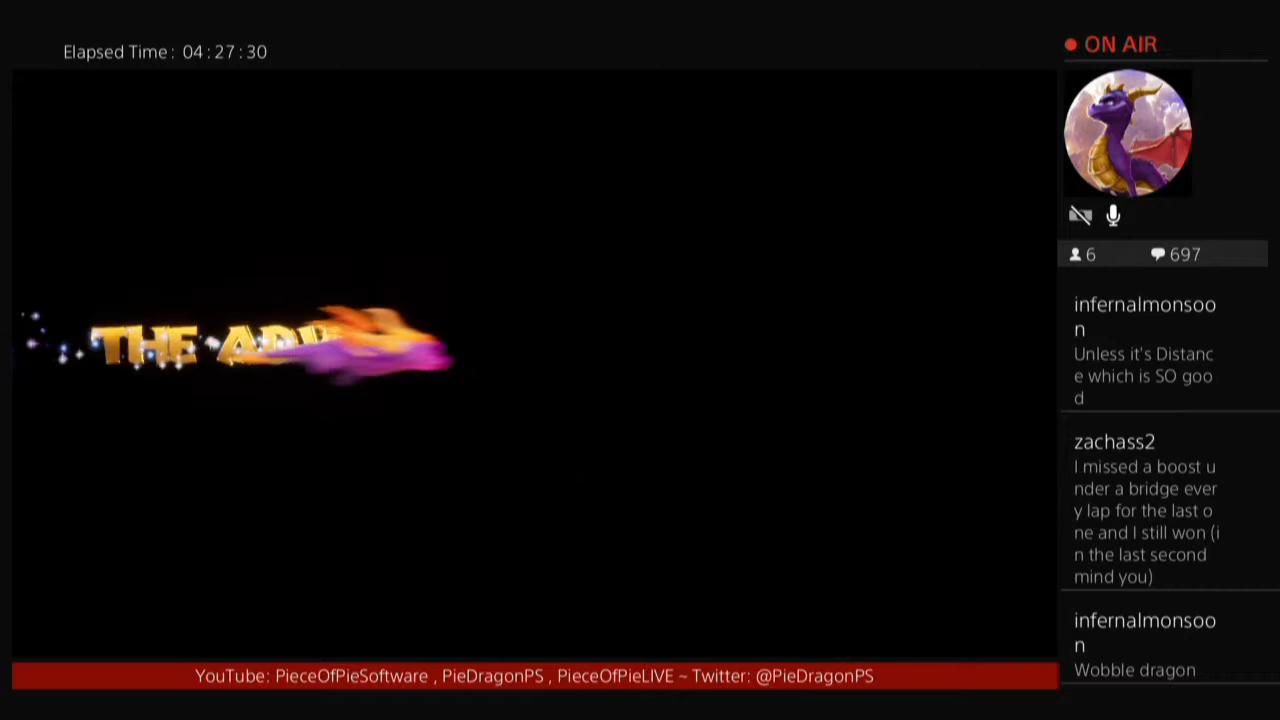 Elapsed Time: 04:27:30
ON AIR
6 697
THE ADV
infernalmonsoo
n
Unless it's Distanc
e which is SO goo
d
zachass2
I missed a boost u
nder a bridge ever
y lap for the last o
ne and I still won (i
n the last second
mind you)
infernalmonsoo
n
Wobble dragon
YouTube: PieceOfPieSoftware , PieDragonPS , PieceOfPieLIVE ~ Twitter: @PieDragonPS